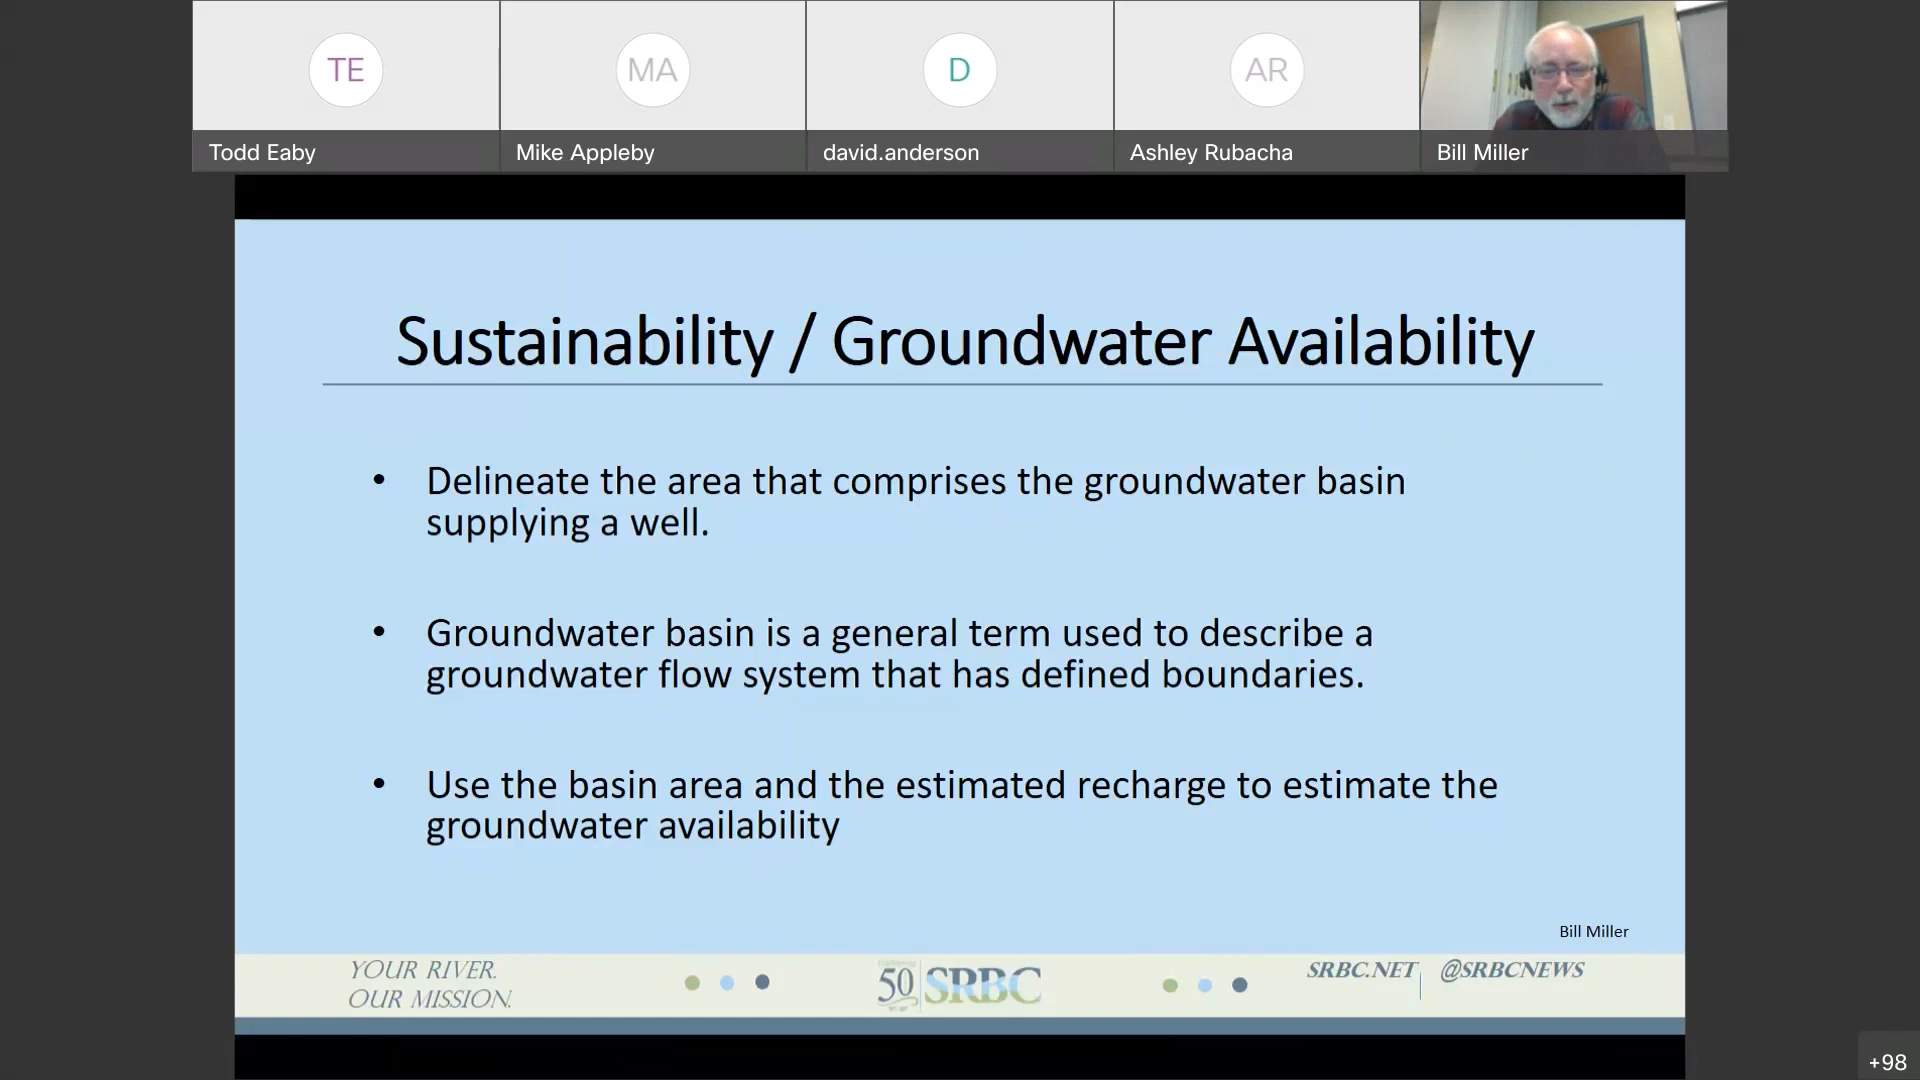 TE
MA
D
AR
Todd Eaby
Mike Appleby
david.anderson
Ashley Rubacha
Bill Miller
Sustainability / Groundwater Availability
• Delineate the area that comprises the groundwater basin
supplying a well.
• Groundwater basin is a general term used to describe a
groundwater flow system that has defined boundaries.
• Use the basin area and the estimated recharge to estimate the
groundwater availability
Bill Miller
YOUR RIVER.
OUR MISSION.
50 SRBC
SRBC.NET @SRBCNEWS
+98